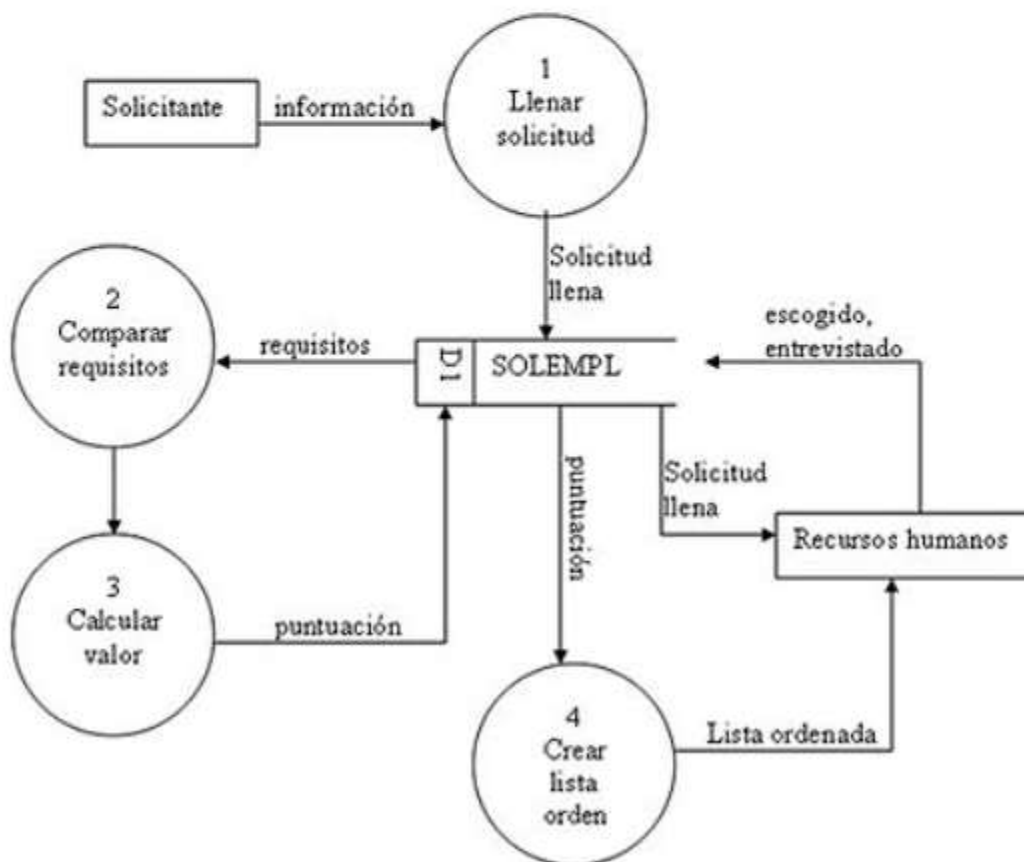 1
Llenar
solicitud
Solicitante
información
Solicitud
llena
2
Comparar
requisitos
requisitos
D1
SOLEMPL
escogido,
entrevistado
puntuación
Solicitud
llena
Recursos humanos
3
Calcular
valor
puntuación
4
Crear
lista
orden
Lista ordenada